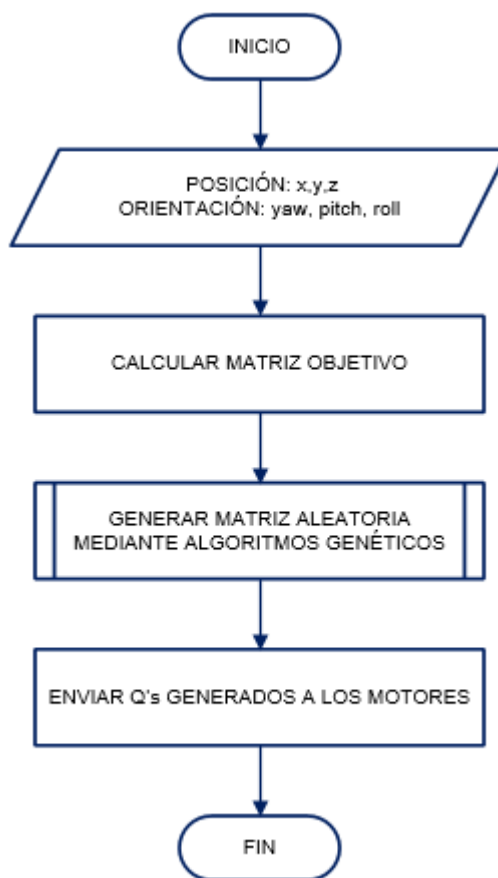 INICIO
POSICIÓN: x,y,z
ORIENTACIÓN: yaw, pitch, roll
CALCULAR MATRIZ OBJETIVO
GENERAR MATRIZ ALEATORIA
MEDIANTE ALGORITMOS GENÉTICOS
ENVIAR Q's GENERADOS A LOS MOTORES
FIN